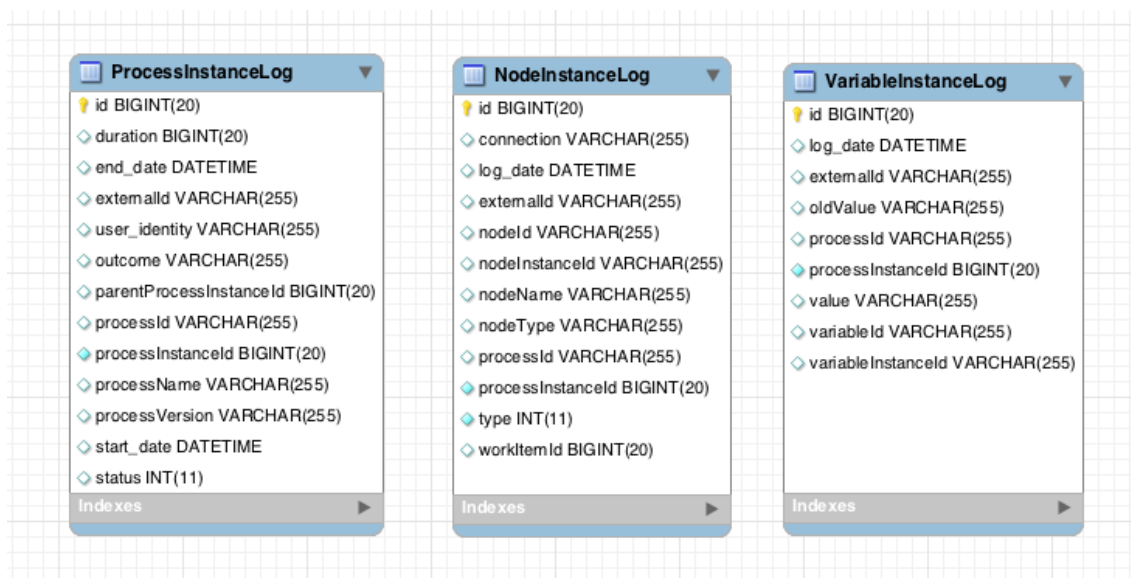 ProcessInstanceLog
id BIGINT(20)
duration BIGINT(20)
end_date DATETIME
externalId VARCHAR(255)
user_identity VARCHAR(255)
outcome VARCHAR(255)
parentProcessInstanceId BIGINT(20)
processId VARCHAR(255)
processInstanceId BIGINT(20)
processName VARCHAR(255)
processVersion VARCHAR(255)
start_date DATETIME
status INT(11)
Indexes
NodeInstanceLog
id BIGINT(20)
connection VARCHAR(255)
log_date DATETIME
externalId VARCHAR(255)
nodeId VARCHAR(255)
nodeInstanceId VARCHAR(255)
nodeName VARCHAR(255)
nodeType VARCHAR(255)
processId VARCHAR(255)
processInstanceId BIGINT(20)
type INT(11)
workItemId BIGINT(20)
Indexes
VariableInstanceLog
id BIGINT(20)
log_date DATETIME
externalId VARCHAR(255)
oldValue VARCHAR(255)
processId VARCHAR(255)
processInstanceId BIGINT(20)
value VARCHAR(255)
variableId VARCHAR(255)
variableInstanceId VARCHAR(255)
Indexes